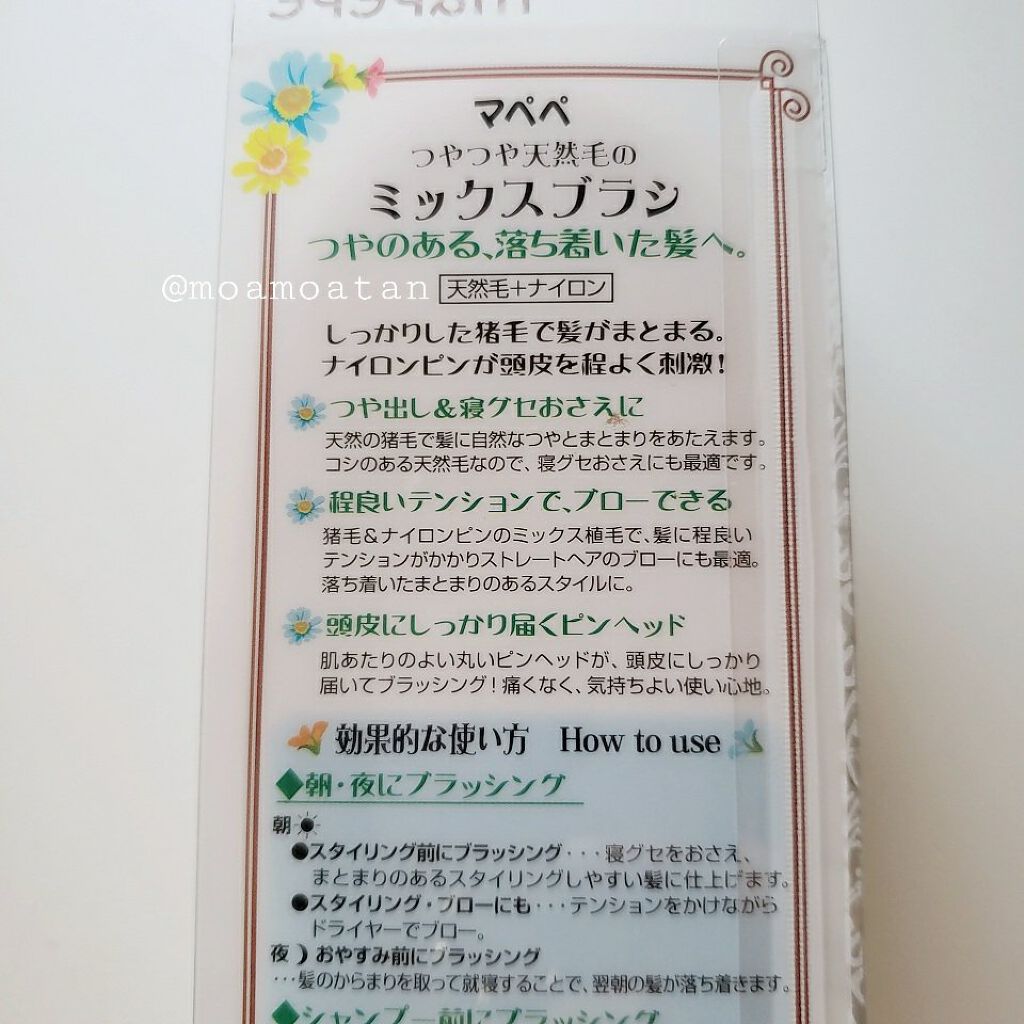 mapepe
マペペ
つやつや天然毛の
ミックスブラシ
つやのある、落ち着いた髪へ。
@moamoatan
天然毛+ナイロン
しっかりした猪毛で髪がまとまる。
ナイロンピンが頭皮を程よく刺激!
つや出し&寝グセおさえに
天然の猪毛で髪に自然なつやとまとまりをあたえます。
コシのある天然毛なので、寝グセおさえにも最適です。
程良いテンションで、ブローできる
猪毛&ナイロンピンのミックス植毛で、髪に程良い
テンションがかかりストレートヘアのブローにも最適。
落ち着いたまとまりのあるスタイルに。
頭皮にしっかり届くピンヘッド
肌あたりのよい丸いピンヘッドが、頭皮にしっかり
届いてブラッシング!痛くなく、気持ちよい使い心地。
効果的な使い方 How to use
◆朝・夜にブラッシング
朝
●スタイリング前にブラッシング・・・寝グセをおさえ、
まとまりのあるスタイリングしやすい髪に仕上げます。
●スタイリング・ブローにも・・・テンションをかけながら
ドライヤーでブロー。
夜 おやすみ前にブラッシング
・・・髪のからまりを取って就寝することで、翌朝の髪が落ち着きます。
◆シャンプー前にブラッシング